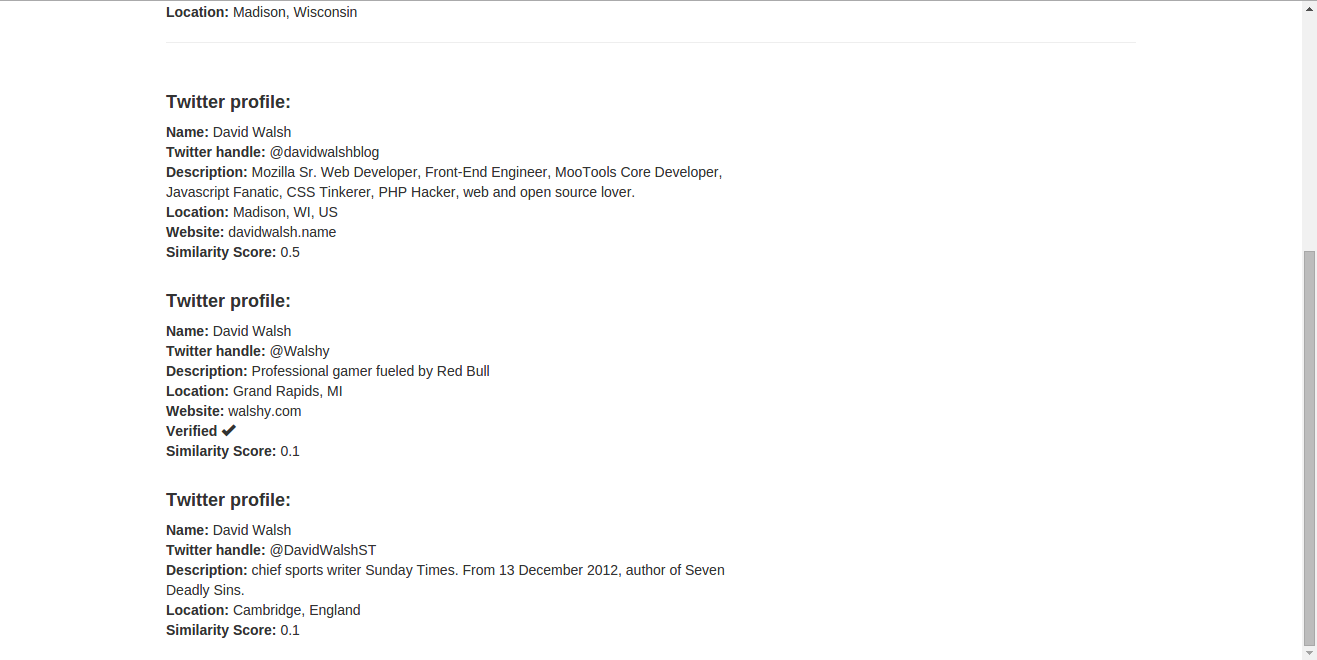 Location: Madison, Wisconsin
Twitter profile:
Name: David Walsh
Twitter handle: @davidwalshblog
Description: Mozilla Sr. Web Developer, Front-End Engineer, MooTools Core Developer,
Javascript Fanatic, CSS Tinkerer, PHP Hacker, web and open source lover.
Location: Madison, WI, US
Website: davidwalsh.name
Similarity Score: 0.5
Twitter profile:
Name: David Walsh
Twitter handle: @Walshy
Description: Professional gamer fueled by Red Bull
Location: Grand Rapids, MI
Website: walshy.com
Verified ✔
Similarity Score: 0.1
Twitter profile:
Name: David Walsh
Twitter handle: @DavidWalshST
Description: chief sports writer Sunday Times. From 13 December 2012, author of Seven
Deadly Sins.
Location: Cambridge, England
Similarity Score: 0.1